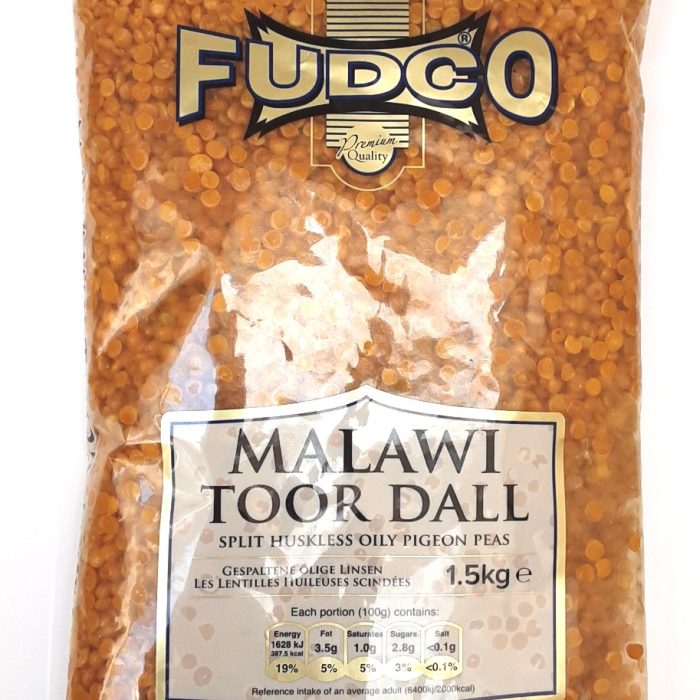 FUDCO®
Premium
Quality
MALAWI
TOOR DALL
SPLIT HUSKLESS OILY PIGEON PEAS
GESPALTENE ÖLIGE LINSEN
LES LENTILLES HUILEUSES SCINDÉES
1.5kg e
Each portion (100g) contains:
Energy Fat Saturates Sugars Salt
1628 kJ
387.5 kcal 3.5g 1.0g 2.8g <0.1g
19% 5% 5% 3% <0.1%
Reference intake of an average adult (8400kj/2000kcal)